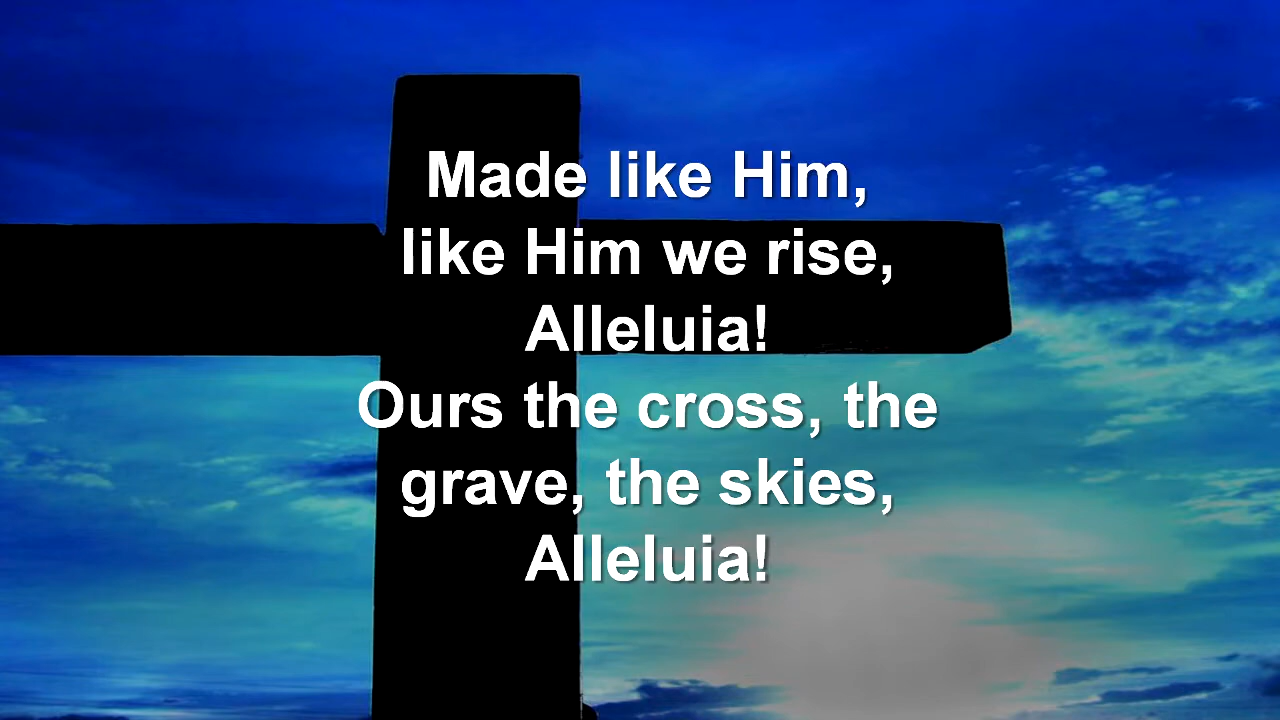 Made like Him,
like Him we rise,
Alleluia!
Ours the cross, the
grave, the skies,
Alleluia!